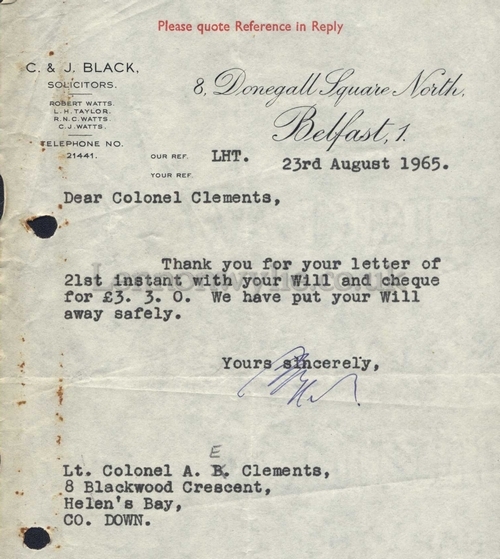 Please quote Reference in Reply
C. & J. BLACK,
SOLICITORS.
ROBERT WATTS.
L. H. TAYLOR.
R. N. C. WATTS.
C. J. WATTS.
TELEPHONE NO.
21441.
8, Donegall Square North,
Belfast, 1.
OUR REF. LHT.
YOUR REF.
23rd August 1965.
Dear Colonel Clements,
Thank you for your letter of
21st instant with your Will and cheque
for £3. 3. 0. We have put your Will
away safely.
Yours sincerely,
E
Lt. Colonel A. B. Clements,
8 Blackwood Crescent,
Helen's Bay,
CO. DOWN.